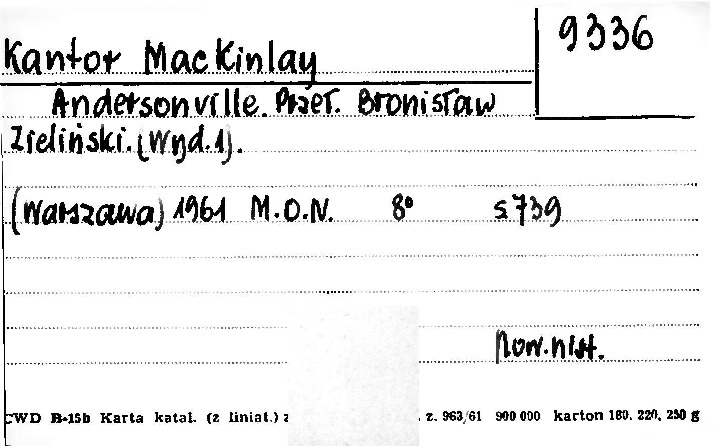 9336
Kantor MacKinlay
Andersonville. Przeł. Bronisław
Zieliński. (Wyd. 1).
(Warszawa) 1961 M.O.N. 8° s 739
Pow. hist.
CWD B-15b Karta katal. (z liniat.) z . z. 963/61 900 000 karton 180. 220, 250 g